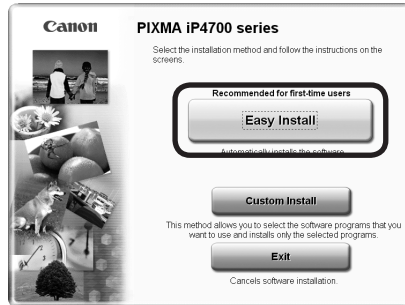 Canon
PIXMA iP4700 series
Select the installation method and follow the instructions on the
screens.
Recommended for first-time users
Easy Install
Automatically installs the software
Custom Install
This method allows you to select the software programs that you
want to use and installs only the selected programs.
Exit
Cancels software installation.